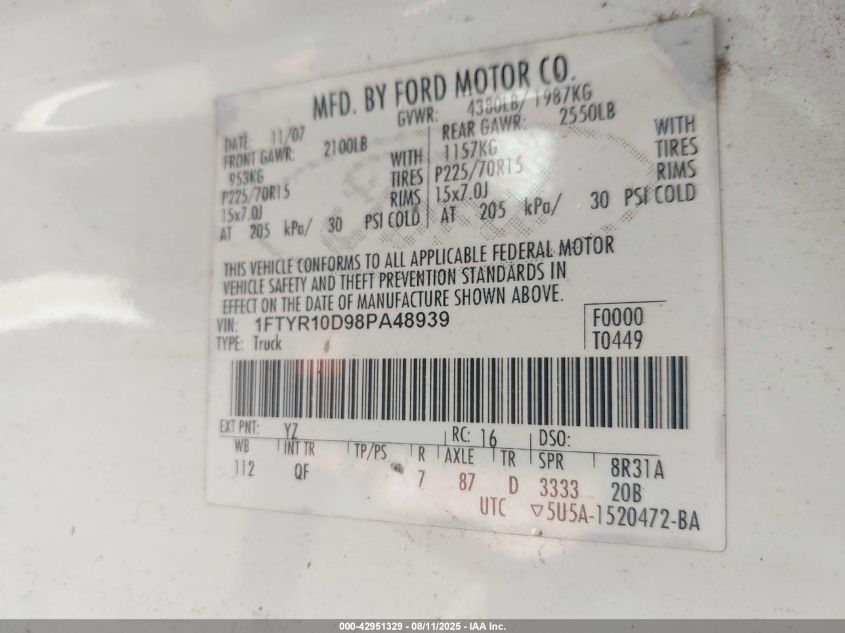 MFD. BY FORD MOTOR CO.
DATE: 11/07 GVWR: 4380LB/ 1987KG
FRONT GAWR: 2100LB REAR GAWR: 2550LB
953KG WITH 1157KG WITH
P225/70R15 TIRES P225/70R15 TIRES
15x7.0J RIMS 15x7.0J RIMS
AT 205 kPa/ 30 PSI COLD AT 205 kPa/ 30 PSI COLD
THIS VEHICLE CONFORMS TO ALL APPLICABLE FEDERAL MOTOR
VEHICLE SAFETY AND THEFT PREVENTION STANDARDS IN
EFFECT ON THE DATE OF MANUFACTURE SHOWN ABOVE.
VIN: 1FTYR10D98PA48939 F0000
TYPE: Truck T0449
EXT PNT: YZ RC: 16 DSO:
WB INT TR TP/PS R AXLE TR SPR 8R31A
112 QF 7 87 D 3333 20B
UTC ▽5U5A-1520472-BA
000-42951329 - 08/11/2025 - IAA Inc.